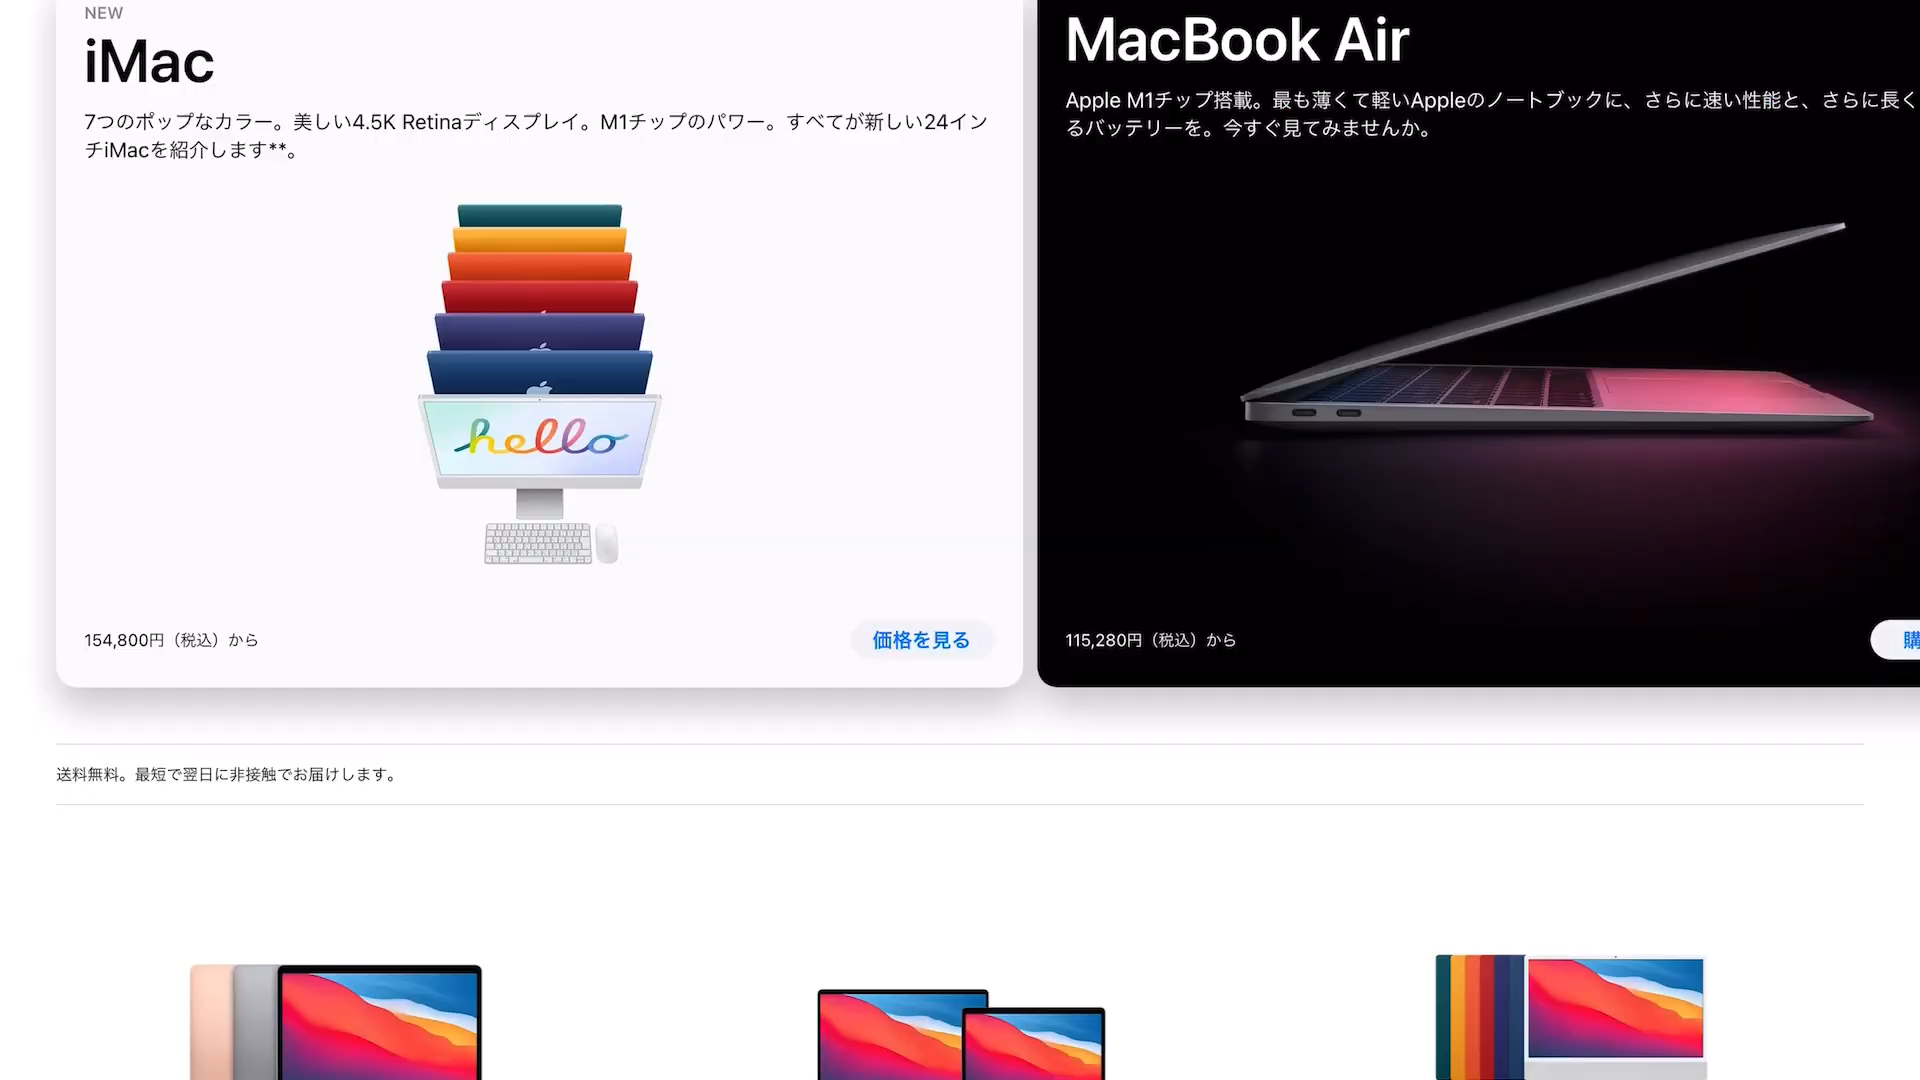 NEW
iMac
7つのポップなカラー。美しい4.5K Retinaディスプレイ。M1チップのパワー。すべてが新しい24イン
チiMacを紹介します**。
hello
154,800円（税込）から
価格を見る
MacBook Air
Apple M1チップ搭載。最も薄くて軽いAppleのノートブックに、さらに速い性能と、さらに長く
るバッテリーを。今すぐ見てみませんか。
115,280円（税込）から
購
送料無料。最短で翌日に非接触でお届けします。